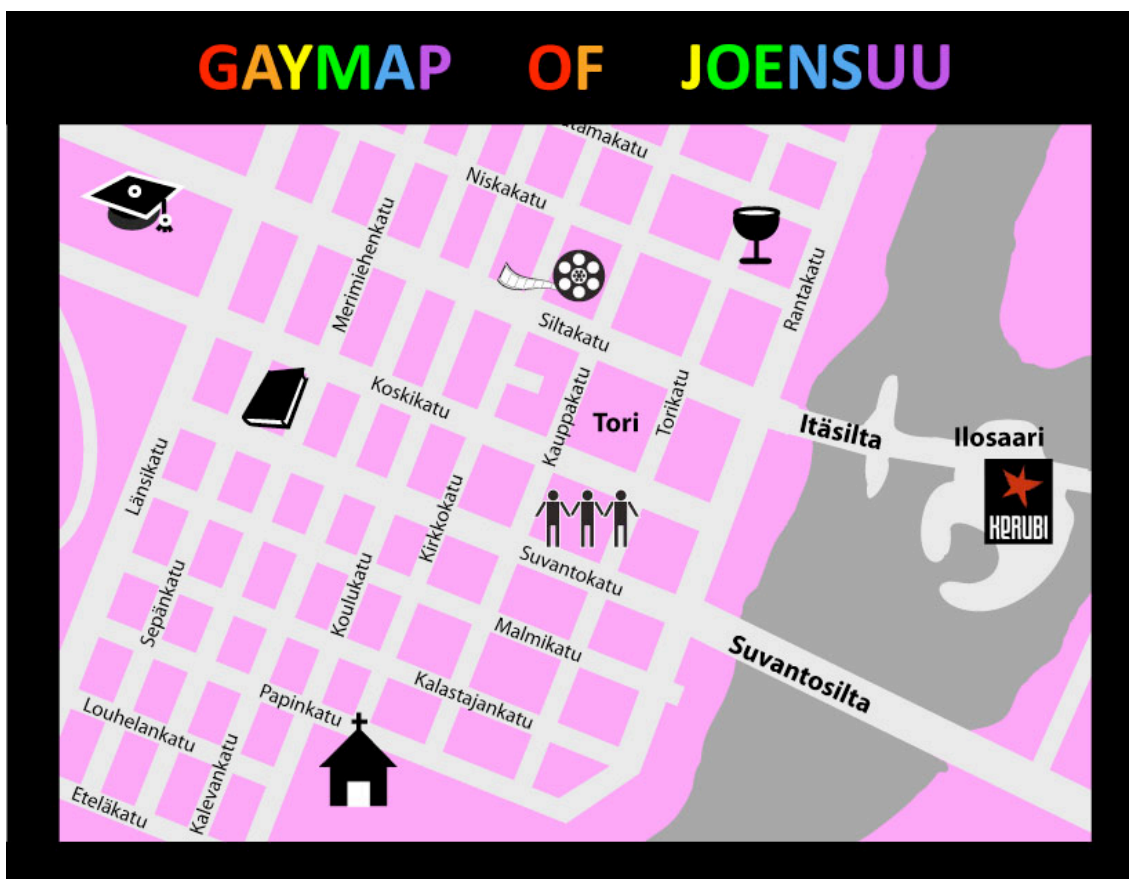 GAYMAP OF JOENSUU
Niskakatu
Merimiehenkatu
Rantakatu
Siltakatu
Koskikatu
Kauppakatu
Tori
Torikatu
Itäsilta
Ilosaari
KERUBI
Länsikatu
Kirkkokatu
Suvantokatu
Koulukatu
Sepänkatu
Malmikatu
Suvantosilta
Kalastajankatu
Papinkatu
Louhelankatu
Kalevankatu
Eteläkatu